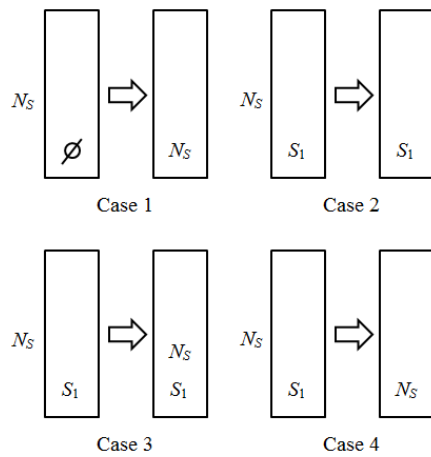 N_S ∅ N_S
Case 1
N_S S_1 S_1
Case 2
N_S S_1 N_S S_1
Case 3
N_S S_1 N_S
Case 4